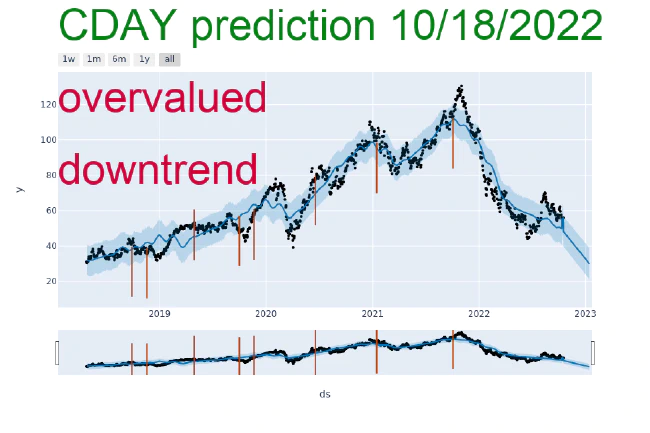 CDAY prediction 10/18/2022
1w 1m 6m 1y all
overvalued
downtrend
120
100
80
60
40
20
y
2019 2020 2021 2022 2023
ds